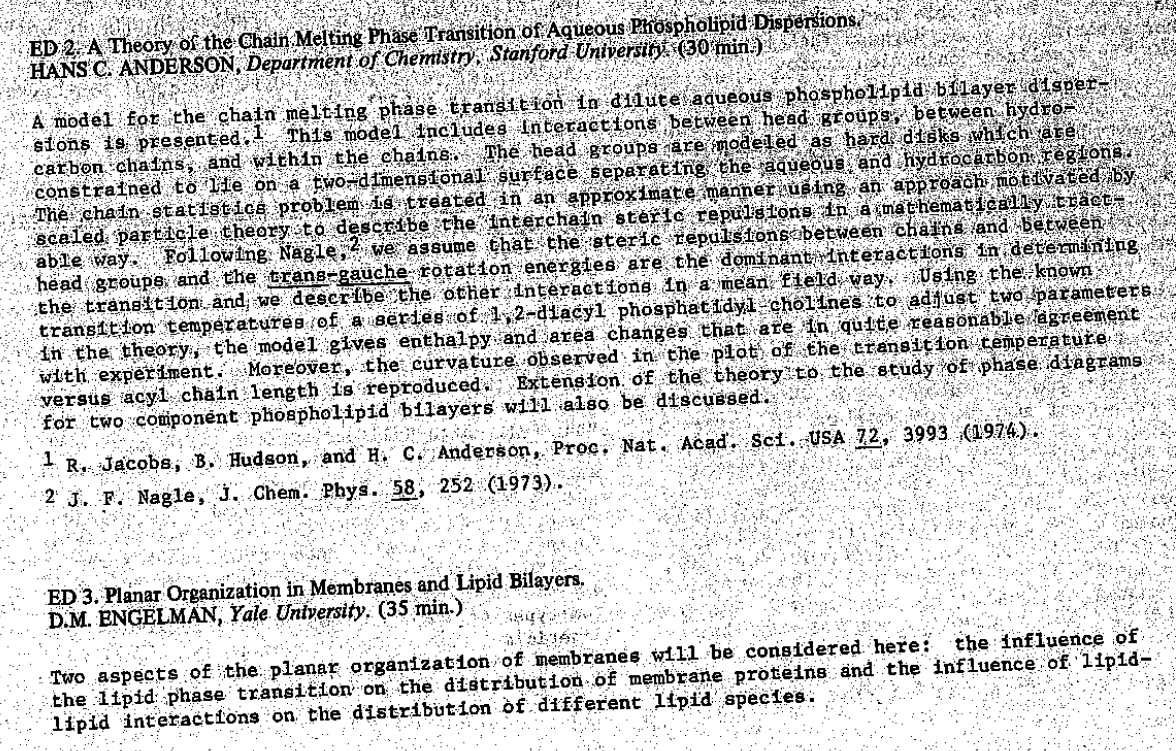 ED 2. A Theory of the Chain Melting Phase Transition of Aqueous Phospholipid Dispersions.
HANS C. ANDERSON, Department of Chemistry, Stanford University. (30 min.)
A model for the chain melting phase transition in dilute aqueous phospholipid bilayer disper-
sions is presented.1 This model includes interactions between head groups, between hydro-
carbon chains, and within the chains. The head groups are modeled as hard disks which are
constrained to lie on a two-dimensional surface separating the aqueous and hydrocarbon regions.
The chain statistics problem is treated in an approximate manner using an approach motivated by
scaled particle theory to describe the interchain steric repulsions in a mathematically tract-
able way. Following Nagle,2 we assume that the steric repulsions between chains and between
head groups and the trans-gauche rotation energies are the dominant interactions in determining
the transition and we describe the other interactions in a mean field way. Using the known
transition temperatures of a series of 1,2-diacyl phosphatidyl cholines to adjust two parameters
in the theory, the model gives enthalpy and area changes that are in quite reasonable agreement
with experiment. Moreover, the curvature observed in the plot of the transition temperature
versus acyl chain length is reproduced. Extension of the theory to the study of phase diagrams
for two component phospholipid bilayers will also be discussed.
1 R. Jacobs, B. Hudson, and H. C. Anderson, Proc. Nat. Acad. Sci. USA 72, 3993 (1974).
2 J. F. Nagle, J. Chem. Phys. 58, 252 (1973).
ED 3. Planar Organization in Membranes and Lipid Bilayers.
D.M. ENGELMAN, Yale University. (35 min.)
Two aspects of the planar organization of membranes will be considered here: the influence of
the lipid phase transition on the distribution of membrane proteins and the influence of lipid-
lipid interactions on the distribution of different lipid species.